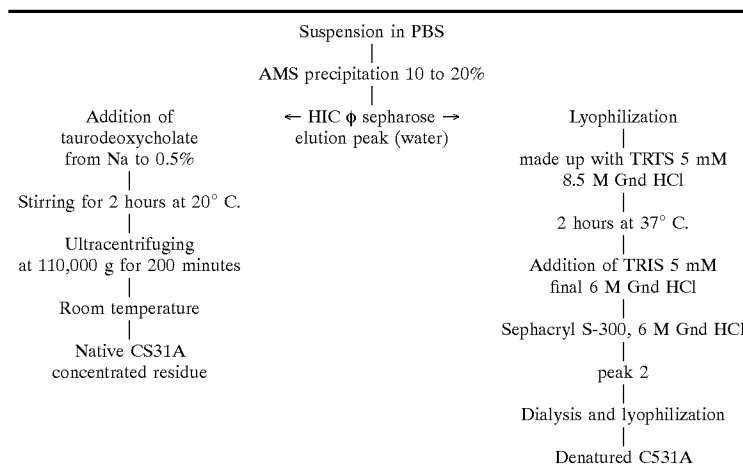 Suspension in PBS
AMS precipitation 10 to 20%
← HIC ϕ sepharose →
elution peak (water)
Addition of
taurodeoxycholate
from Na to 0.5%
Stirring for 2 hours at 20° C.
Ultracentrifuging
at 110,000 g for 200 minutes
Room temperature
Native CS31A
concentrated residue
Lyophilization
made up with TRTS 5 mM
8.5 M Gnd HCl
2 hours at 37° C.
Addition of TRIS 5 mM
final 6 M Gnd HCl
Sephacryl S-300, 6 M Gnd HCl
peak 2
Dialysis and lyophilization
Denatured C531A